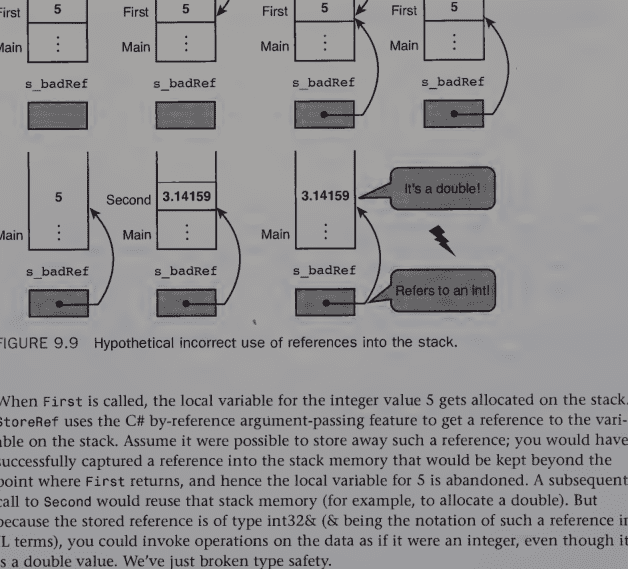 First 5 First 5 First 5 First 5
Main ⋮ Main ⋮ Main ⋮ Main ⋮
s_badRef s_badRef s_badRef s_badRef
5 Second 3.14159 3.14159 It's a double!
Main ⋮ Main ⋮ Main ⋮
s_badRef s_badRef s_badRef
Refers to an int!
FIGURE 9.9 Hypothetical incorrect use of references into the stack.
When First is called, the local variable for the integer value 5 gets allocated on the stack.
StoreRef uses the C# by-reference argument-passing feature to get a reference to the vari-
able on the stack. Assume it were possible to store away such a reference; you would have
successfully captured a reference into the stack memory that would be kept beyond the
point where First returns, and hence the local variable for 5 is abandoned. A subsequent
call to Second would reuse that stack memory (for example, to allocate a double). But
because the stored reference is of type int32& (& being the notation of such a reference in
IL terms), you could invoke operations on the data as if it were an integer, even though it
is a double value. We've just broken type safety.